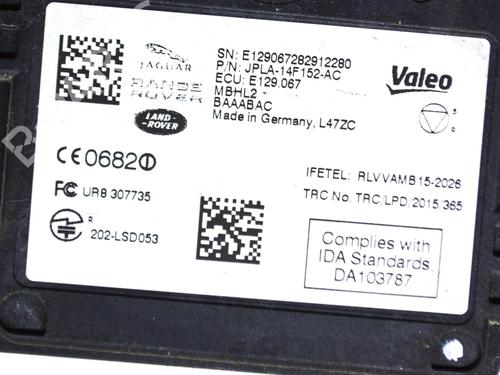 SN: E129067282912280
P/N: JPLA-14F152-AC
ECU: E129.067
MBHL2 -
BAAABAC
Made in Germany, L47ZC
JAGUAR
RANGE
ROVER
LAND-
ROVER
Valeo
S
R
CE 0682
IFETEL: RLVVAMB15-2026
FC UR8 307735
TRC No: TRC/LPD/2015/365
R
202-LSD053
Complies with
IDA Standards
DA103787